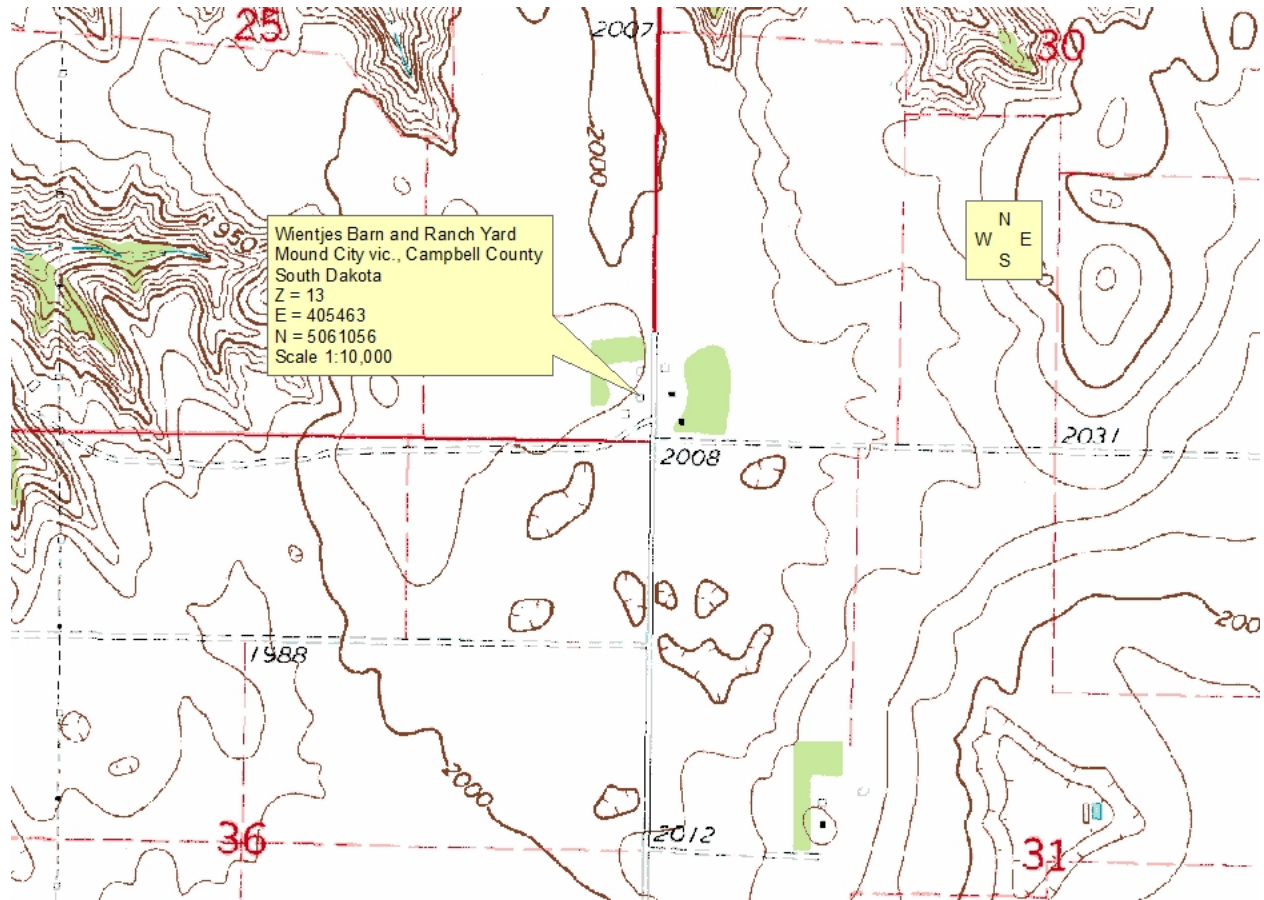 25
2007
30
2000
N
W E
S
950
Wientjes Barn and Ranch Yard
Mound City vic., Campbell County
South Dakota
Z = 13
E = 405463
N = 5061056
Scale 1:10,000
2031
2008
200
1988
2000
36
2012
31